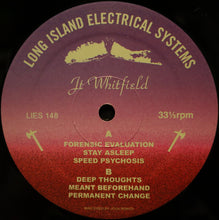 LONG ISLAND ELECTRICAL SYSTEMS
Jt Whitfield
LIES 148
33⅓rpm
A
FORENSIC EVALUATION
STAY ASLEEP
SPEED PSYCHOSIS
B
DEEP THOUGHTS
MEANT BEFOREHAND
PERMANENT CHANGE